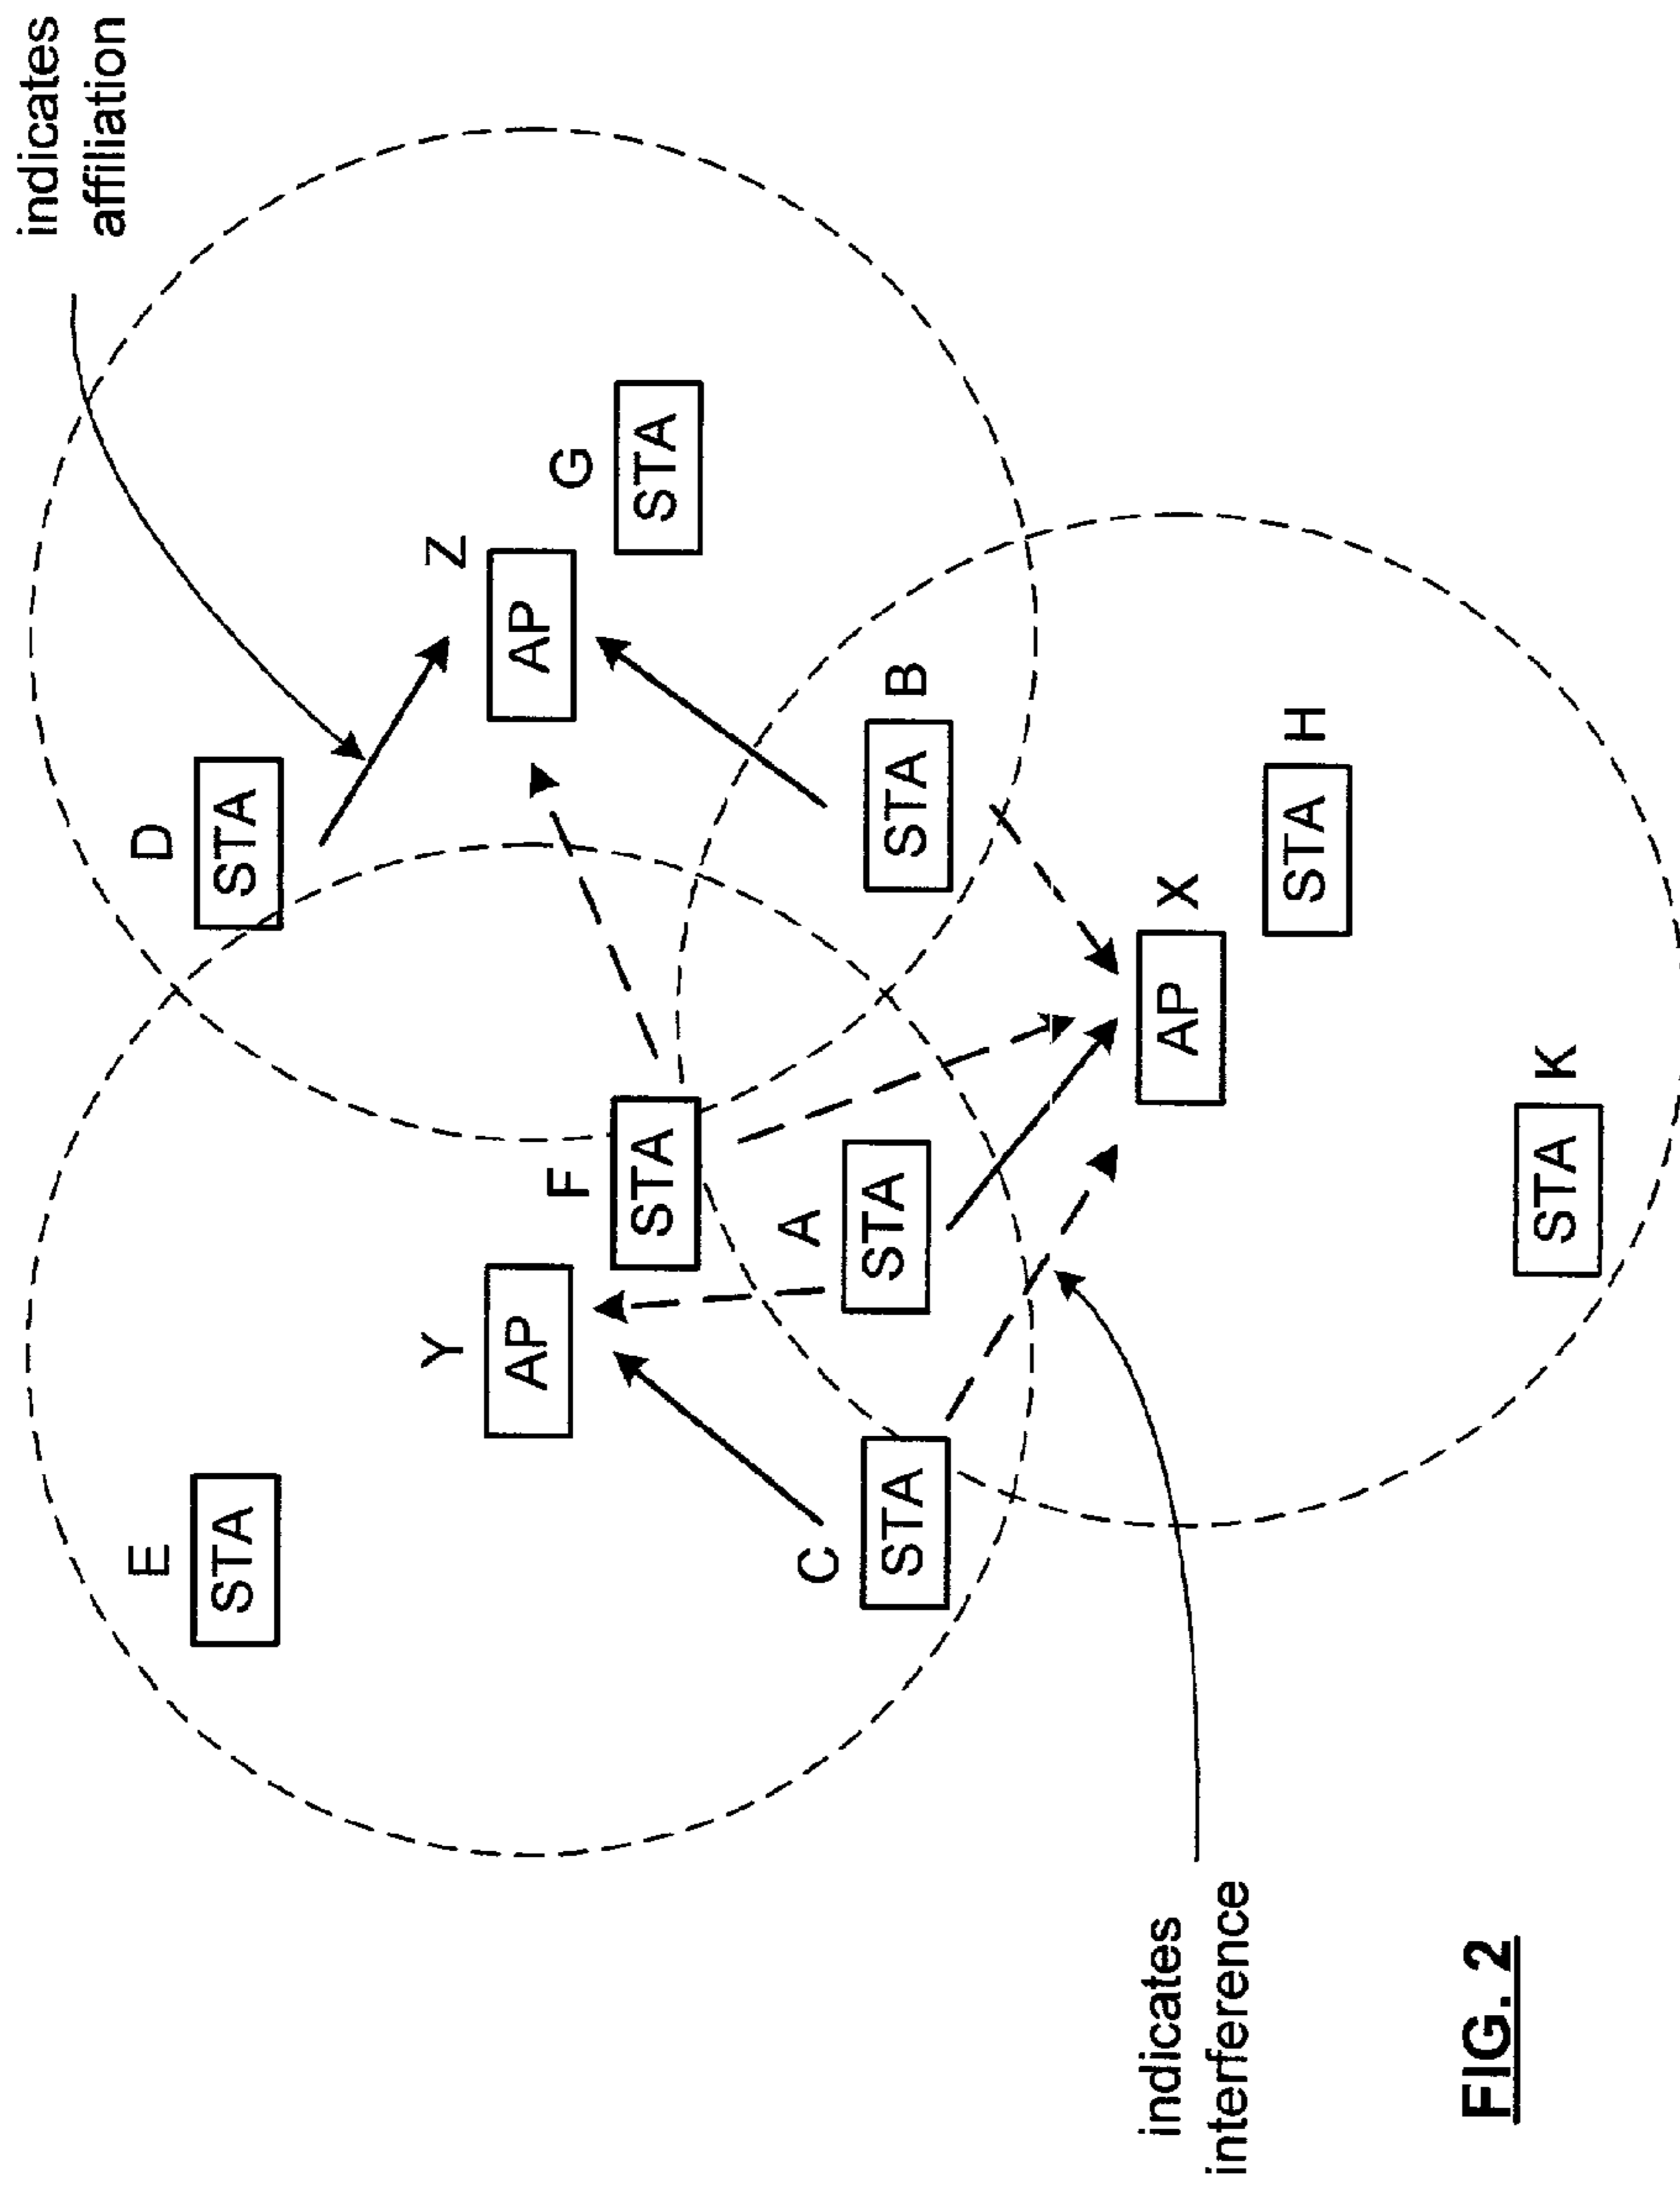 indicates
affiliation
D
STA
Z
AP
G
STA
E
STA
Y
AP
F
STA
A
STA
B
STA
C
STA
AP X
STA H
STA K
indicates
interference
FIG. 2